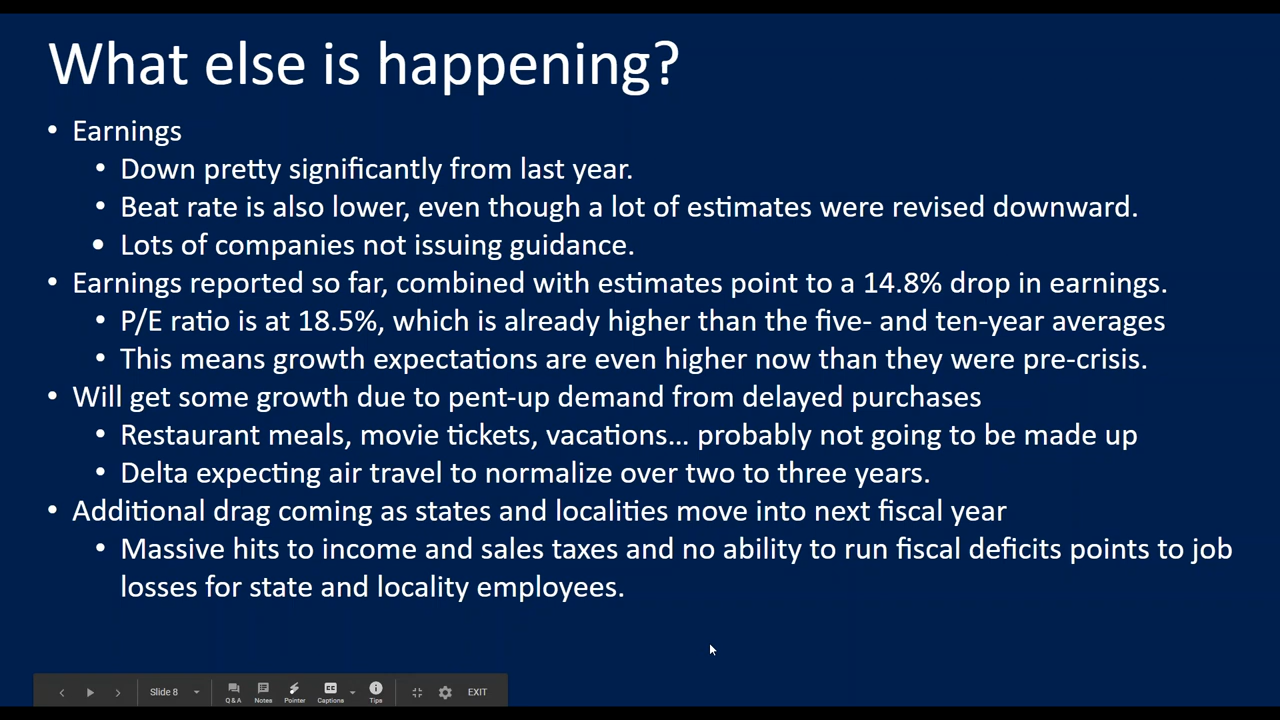 What else is happening?
• Earnings
• Down pretty significantly from last year.
• Beat rate is also lower, even though a lot of estimates were revised downward.
• Lots of companies not issuing guidance.
• Earnings reported so far, combined with estimates point to a 14.8% drop in earnings.
• P/E ratio is at 18.5%, which is already higher than the five- and ten-year averages
• This means growth expectations are even higher now than they were pre-crisis.
• Will get some growth due to pent-up demand from delayed purchases
• Restaurant meals, movie tickets, vacations… probably not going to be made up
• Delta expecting air travel to normalize over two to three years.
• Additional drag coming as states and localities move into next fiscal year
• Massive hits to income and sales taxes and no ability to run fiscal deficits points to job
losses for state and locality employees.
Slide 8 Q&A Notes Pointer CC Captions Tips EXIT